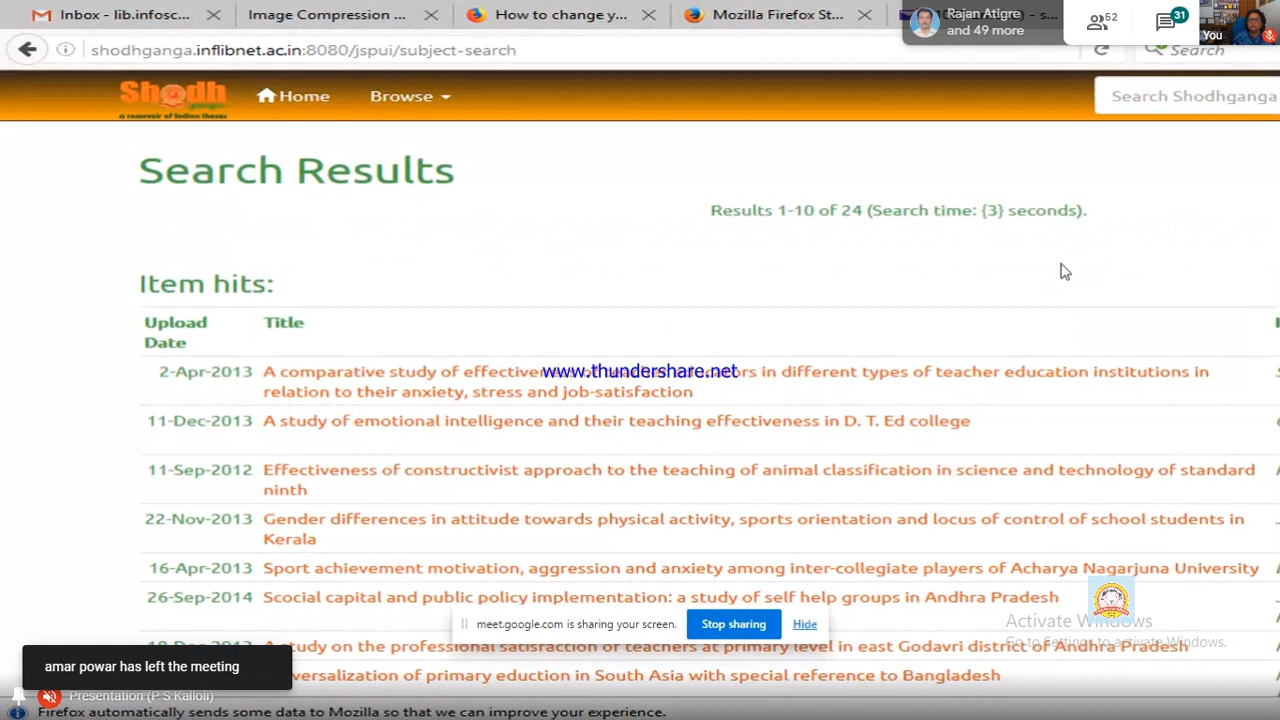 Inbox - lib.infosc...
Image Compression ...
How to change y...
Mozilla Firefox St...
Rajan Atigre
and 49 more
52
31
You
shodhganga.inflibnet.ac.in:8080/jspui/subject-search
Search
Shodh
ganga
a reservoir of Indian theses
Home
Browse
Search Shodhganga
Search Results
Results 1-10 of 24 (Search time: {3} seconds).
Item hits:
Upload Date
Title
2-Apr-2013 A comparative study of in different types of teacher education institutions in
www.thundershare.net
relation to their anxiety, stress and job-satisfaction
11-Dec-2013 A study of emotional intelligence and their teaching effectiveness in D. T. Ed college
11-Sep-2012 Effectiveness of constructivist approach to the teaching of animal classification in science and technology of standard
ninth
22-Nov-2013 Gender differences in attitude towards physical activity, sports orientation and locus of control of school students in
Kerala
16-Apr-2013 Sport achievement motivation, aggression and anxiety among inter-collegiate players of Acharya Nagarjuna University
26-Sep-2014 Scocial capital and public policy implementation: a study of self help groups in Andhra Pradesh
meet.google.com is sharing your screen.
Stop sharing
Hide
Activate Windows
Go to Settings to activate Windows.
study on the professional satisfaction of teachers at primary level in east Godavri district of Andhra Pradesh
amar powar has left the meeting
versalization of primary eduction in South Asia with special reference to Bangladesh
Presentation (P S Kalloli)
Firefox automatically sends some data to Mozilla so that we can improve your experience.